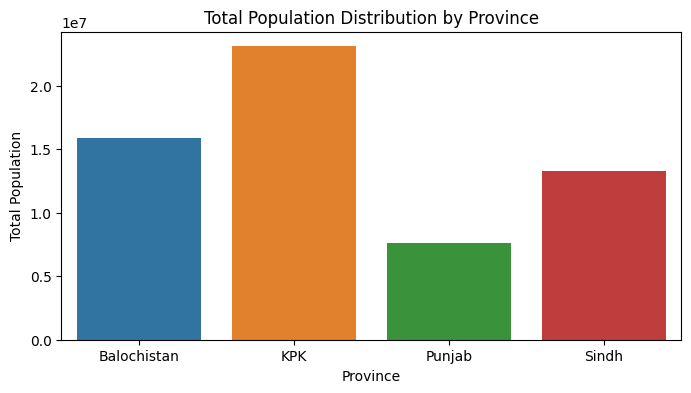 Total Population Distribution by Province
1e7
2.0
1.5
1.0
0.5
0.0
Total Population
Balochistan KPK Punjab Sindh
Province